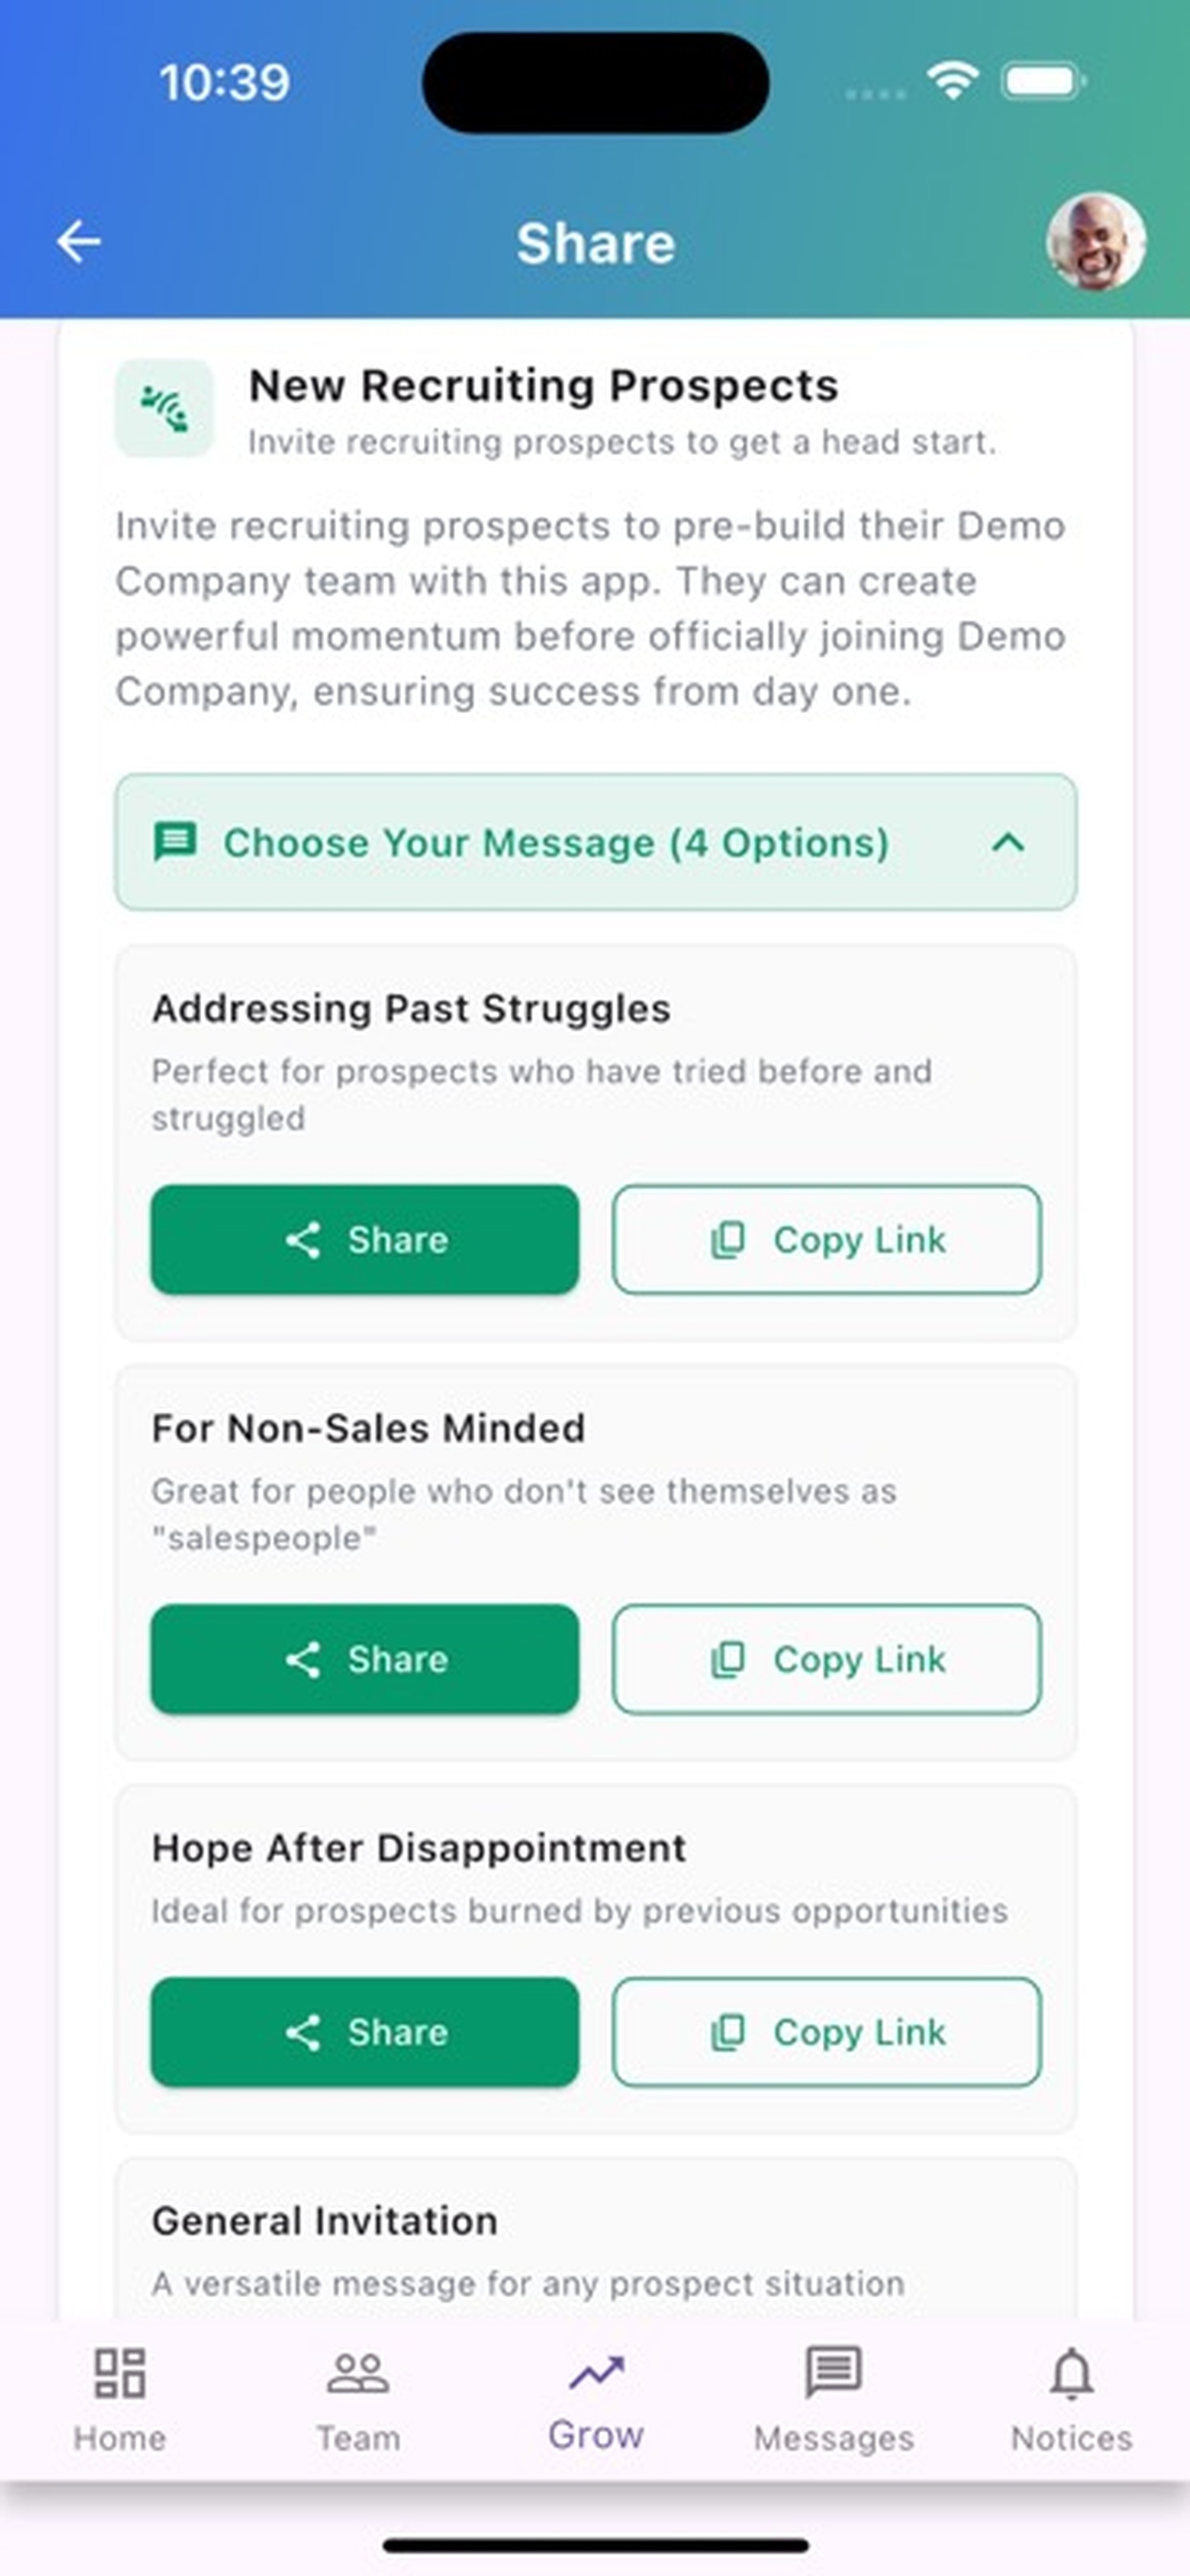 10:39
Share
New Recruiting Prospects
Invite recruiting prospects to get a head start.
Invite recruiting prospects to pre-build their Demo
Company team with this app. They can create
powerful momentum before officially joining Demo
Company, ensuring success from day one.
Choose Your Message (4 Options)
Addressing Past Struggles
Perfect for prospects who have tried before and
struggled
Share
Copy Link
For Non-Sales Minded
Great for people who don't see themselves as
"salespeople"
Share
Copy Link
Hope After Disappointment
Ideal for prospects burned by previous opportunities
Share
Copy Link
General Invitation
A versatile message for any prospect situation
Home
Team
Grow
Messages
Notices